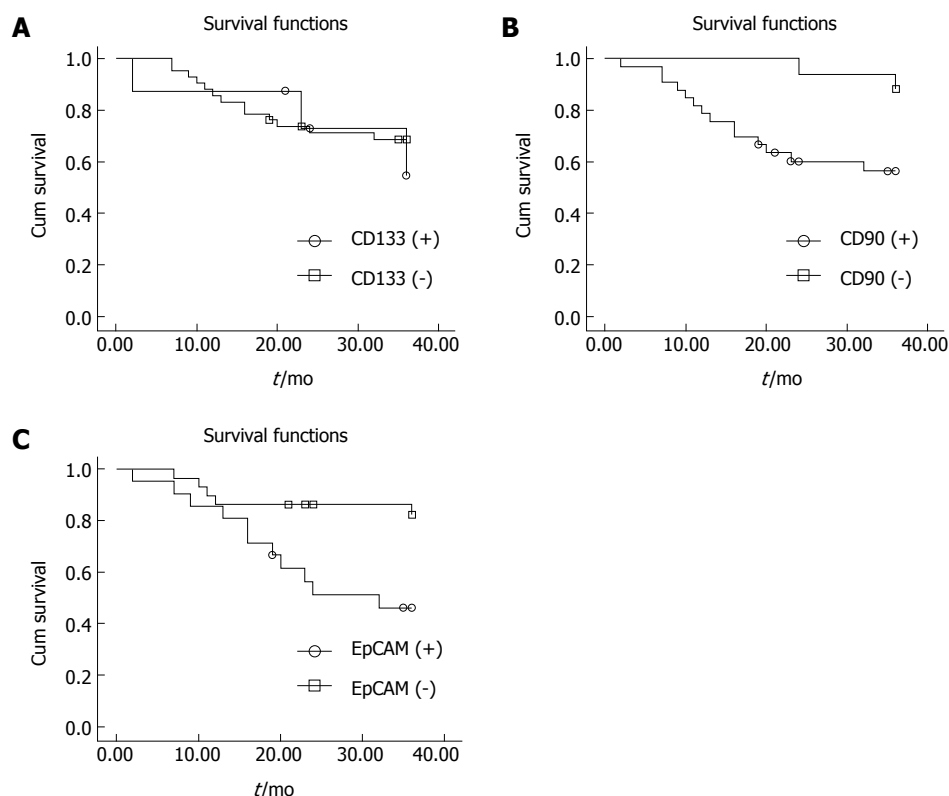 A
Survival functions
1.0
0.8
0.6
0.4
0.2
0.0
Cum survival
CD133 (+)
CD133 (-)
0.00 10.00 20.00 30.00 40.00
t/mo
B
Survival functions
1.0
0.8
0.6
0.4
0.2
0.0
Cum survival
CD90 (+)
CD90 (-)
0.00 10.00 20.00 30.00 40.00
t/mo
C
Survival functions
1.0
0.8
0.6
0.4
0.2
0.0
Cum survival
EpCAM (+)
EpCAM (-)
0.00 10.00 20.00 30.00 40.00
t/mo